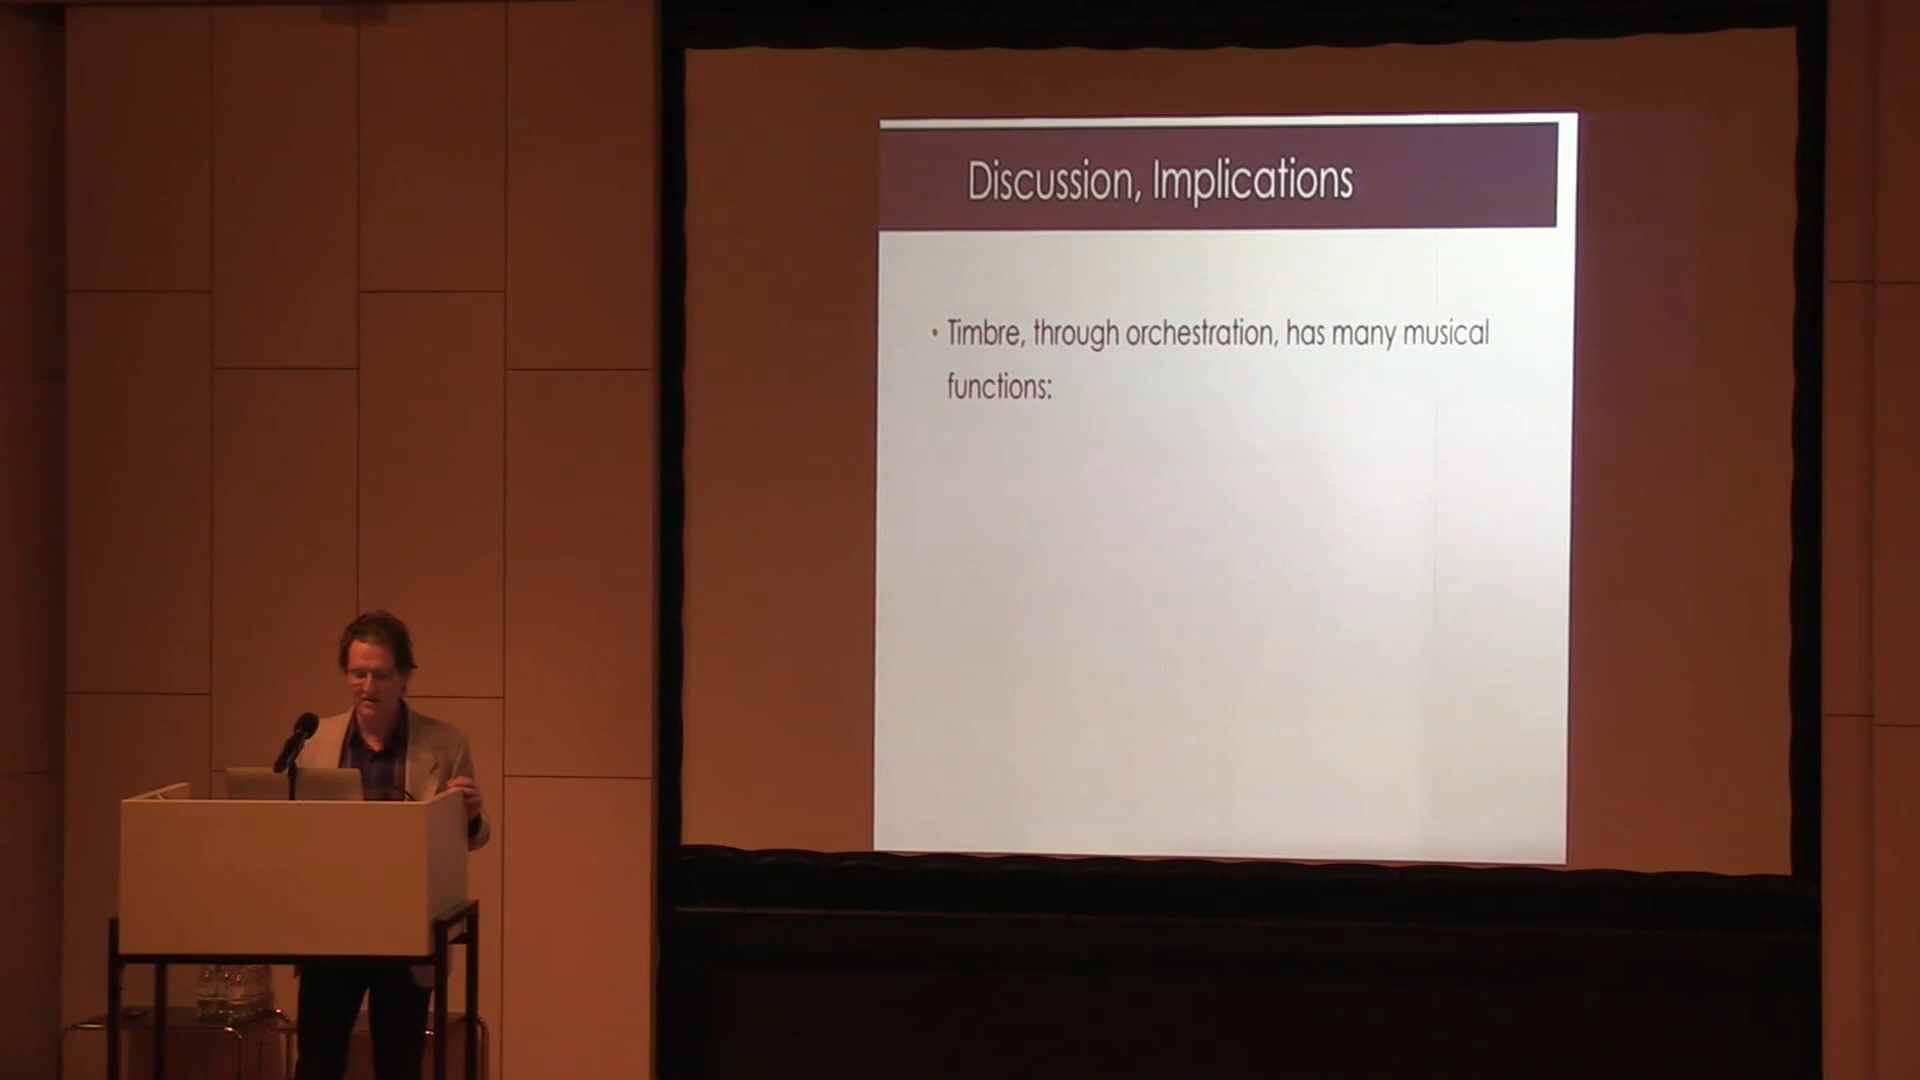 Discussion, Implications
• Timbre, through orchestration, has many musical
functions: